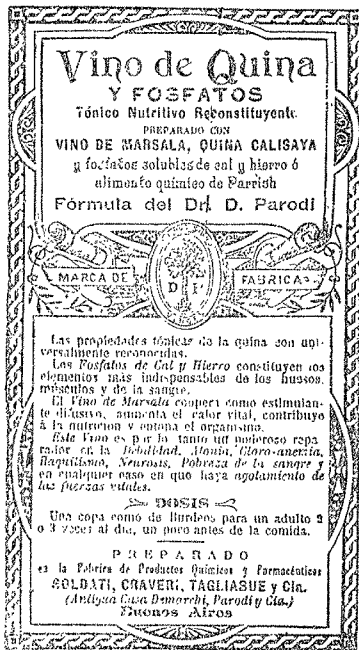 Vino de Quina
Y FOSFATOS
Tónico Nutritivo Reconstituyente
PREPARADO CON
VINO DE MARSALA, QUINA CALISAYA
y fosfatos solubles de cal y hierro ó
alimento químico de Parrish
Fórmula del Dr. D. Parodi
MARCA DE FABRICA
D P
Las propiedades tónicas de la quina son uni-
versalmente reconocidas.
Los Fosfatos de Cal y Hierro constituyen los
elementos más indispensables de los huesos,
músculos y de la sangre.
El Vino de Marsala coopera como estimulan-
te difusivo, aumenta el calor vital, contribuye
á la nutrición y entona el organismo.
Este Vino es por lo tanto un poderoso repa-
rador en la Debilidad, Atonia, Cloro-anemia,
Raquitismo, Neurosis, Pobreza de la sangre y
en cualquier caso en que haya agotamiento de
las fuerzas vitales.
DOSIS
Una copa como de Burdeos para un adulto 2
o 3 veces al día, un poco antes de la comida.
PREPARADO
en la Fábrica de Productos Químicos y Farmacéuticos
SOLDATI, CRAVERI, TAGLIABUE y Cia.
(Antigua Casa Demarchi, Parodi y Cia.)
Buenos Aires